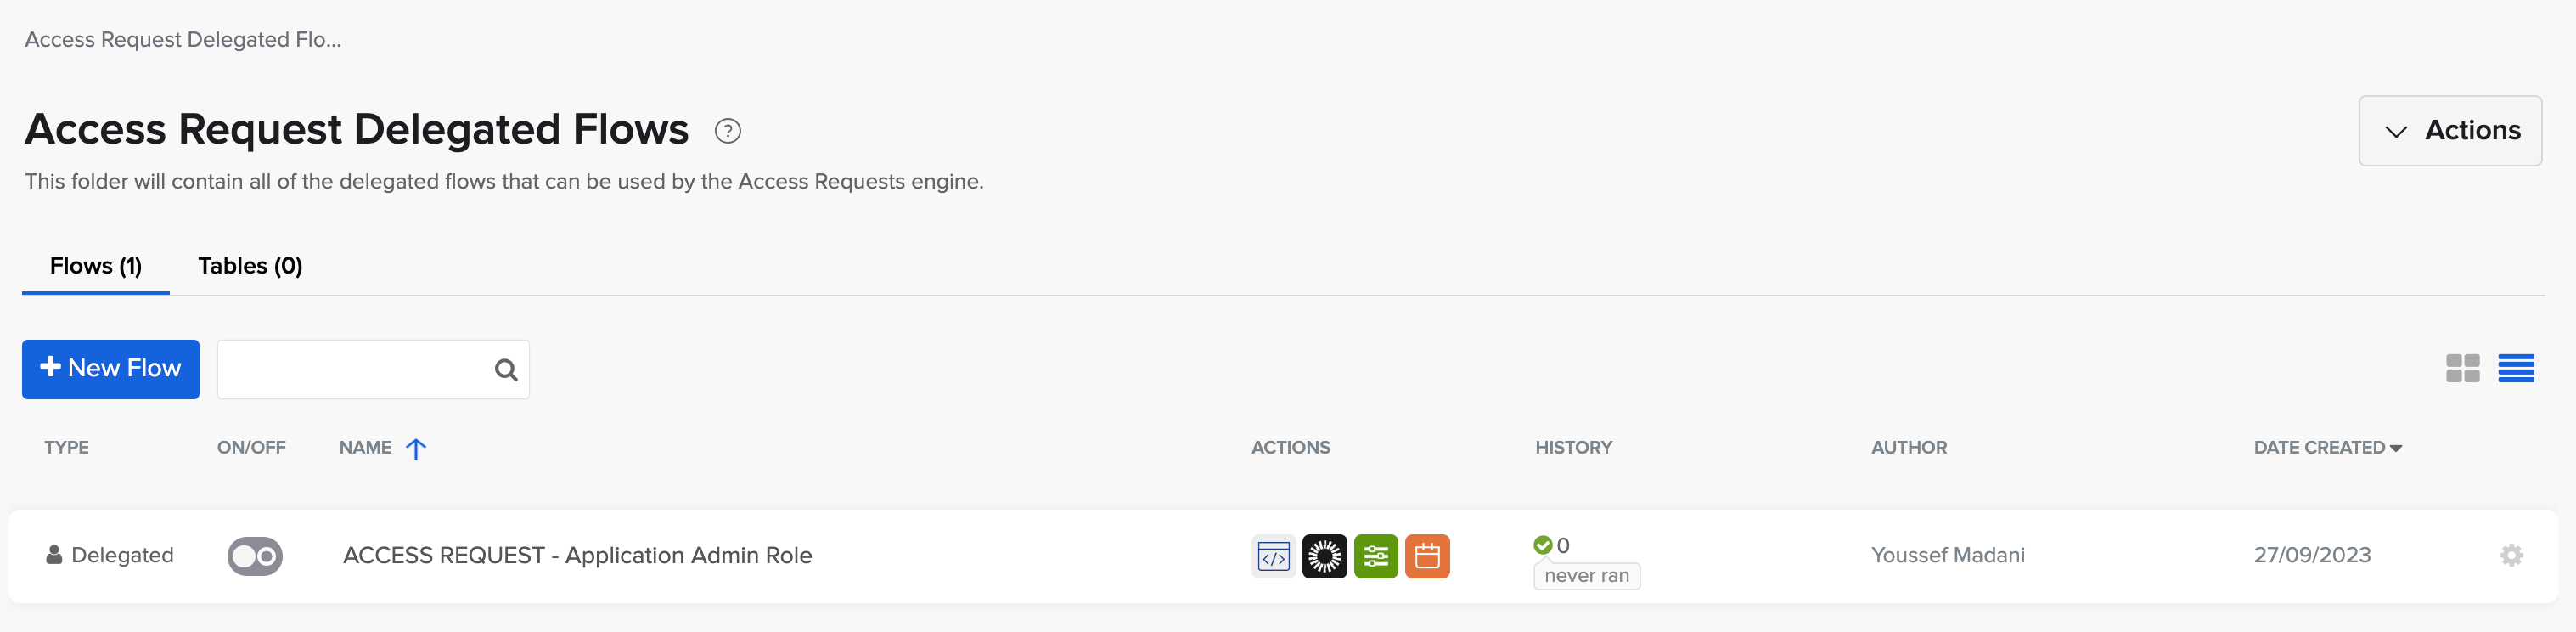 Access Request Delegated Flo...
Access Request Delegated Flows ?
Actions
This folder will contain all of the delegated flows that can be used by the Access Requests engine.
Flows (1) Tables (0)
+ New Flow
TYPE ON/OFF NAME ACTIONS HISTORY AUTHOR DATE CREATED
Delegated ACCESS REQUEST - Application Admin Role </> 0 Youssef Madani 27/09/2023
never ran